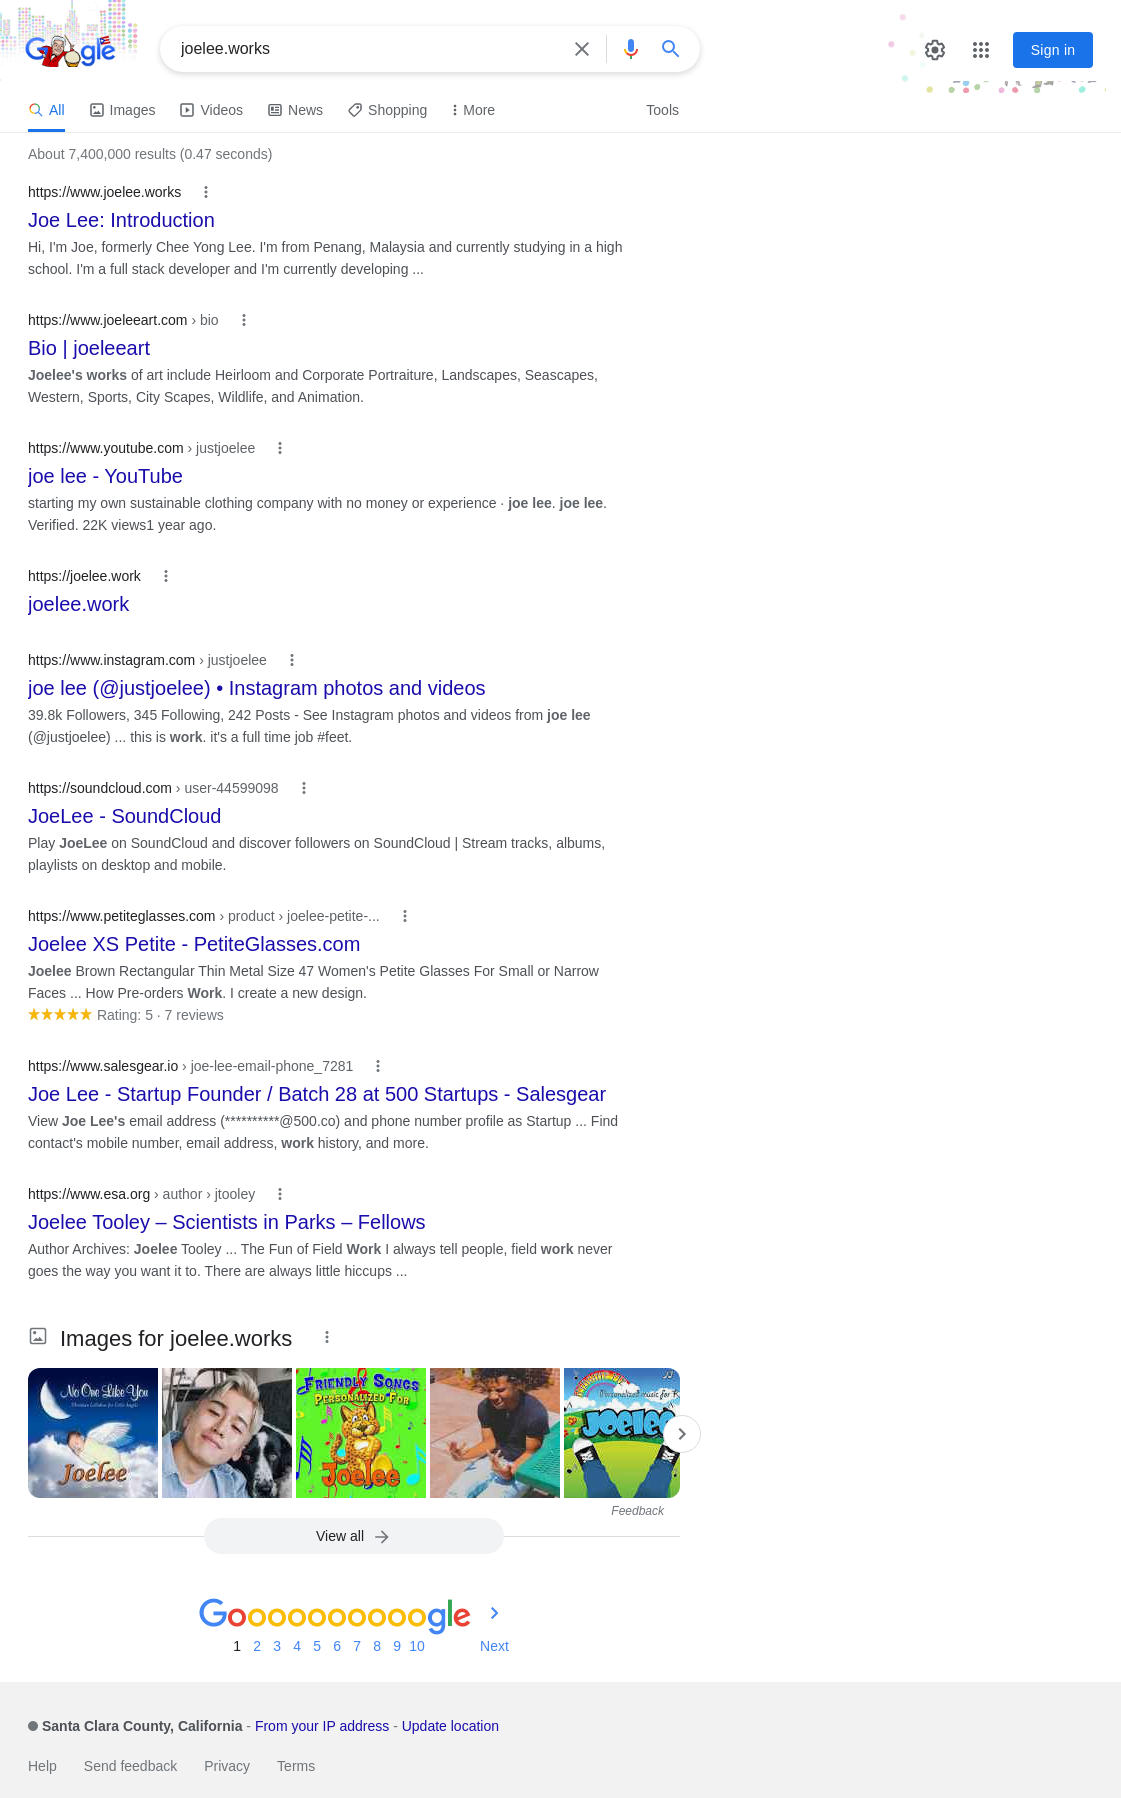 Google
joelee.works
Sign in
All Images Videos News Shopping More Tools
About 7,400,000 results (0.47 seconds)
https://www.joelee.works
Joe Lee: Introduction
Hi, I'm Joe, formerly Chee Yong Lee. I'm from Penang, Malaysia and currently studying in a high
school. I'm a full stack developer and I'm currently developing ...
https://www.joeleeart.com › bio
Bio | joeleeart
Joelee's works of art include Heirloom and Corporate Portraiture, Landscapes, Seascapes,
Western, Sports, City Scapes, Wildlife, and Animation.
https://www.youtube.com › justjoelee
joe lee - YouTube
starting my own sustainable clothing company with no money or experience · joe lee. joe lee.
Verified. 22K views1 year ago.
https://joelee.work
joelee.work
https://www.instagram.com › justjoelee
joe lee (@justjoelee) • Instagram photos and videos
39.8k Followers, 345 Following, 242 Posts - See Instagram photos and videos from joe lee
(@justjoelee) ... this is work. it's a full time job #feet.
https://soundcloud.com › user-44599098
JoeLee - SoundCloud
Play JoeLee on SoundCloud and discover followers on SoundCloud | Stream tracks, albums,
playlists on desktop and mobile.
https://www.petiteglasses.com › product › joelee-petite-...
Joelee XS Petite - PetiteGlasses.com
Joelee Brown Rectangular Thin Metal Size 47 Women's Petite Glasses For Small or Narrow
Faces ... How Pre-orders Work. I create a new design.
Rating: 5 · 7 reviews
https://www.salesgear.io › joe-lee-email-phone_7281
Joe Lee - Startup Founder / Batch 28 at 500 Startups - Salesgear
View Joe Lee's email address (**********@500.co) and phone number profile as Startup ... Find
contact's mobile number, email address, work history, and more.
https://www.esa.org › author › jtooley
Joelee Tooley – Scientists in Parks – Fellows
Author Archives: Joelee Tooley ... The Fun of Field Work I always tell people, field work never
goes the way you want it to. There are always little hiccups ...
Images for joelee.works
No One Like You
Christian Lullabies for Little Angels
Joelee
FRIENDLY SONGS
PERSONALIZED FOR
Joelee
Personalized music for K
Joelee
Feedback
View all
Goooooooooogle
1 2 3 4 5 6 7 8 9 10 Next
Santa Clara County, California - From your IP address - Update location
Help Send feedback Privacy Terms